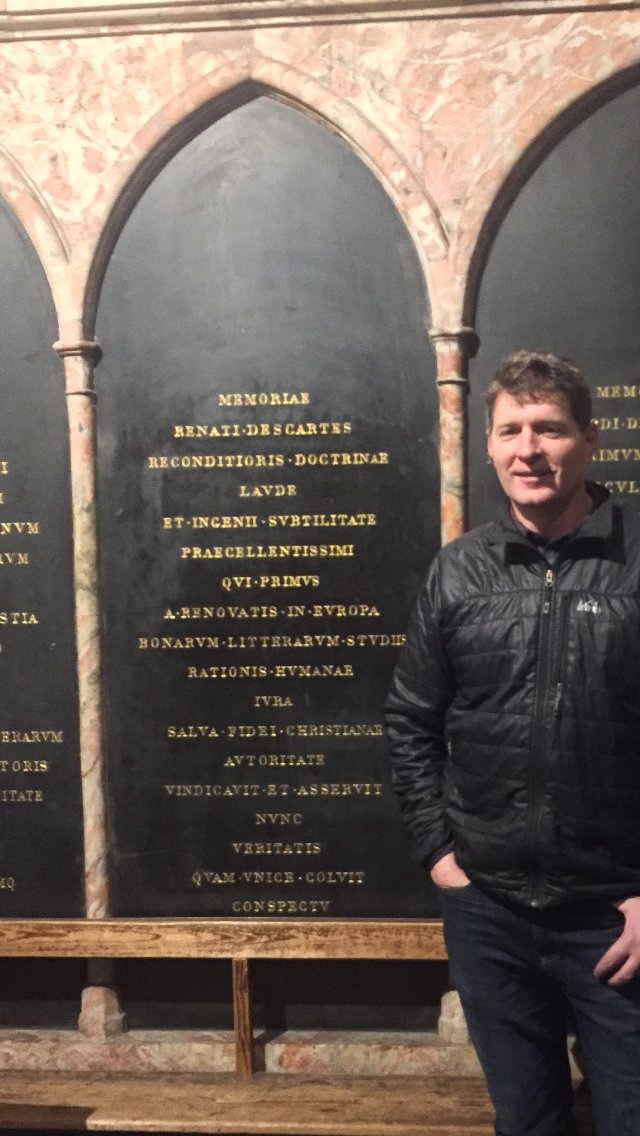 MEMORIAE
RENATI·DESCARTES
RECONDITIORIS·DOCTRINAE
LAVDE
ET·INGENII·SVBTILITATE
PRAECELLENTISSIMI
QVI·PRIMVS
A·RENOVATIS·IN·EVROPA
BONARVM·LITTERARVM·STVDIIS
RATIONIS·HVMANAE
IVRA
SALVA·FIDEI·CHRISTIANAE
AVTORITATE
VINDICAVIT·ET·ASSERVIT
NVNC
VERITATIS
QVAM·VNICE·COLVIT
CONSPECTV